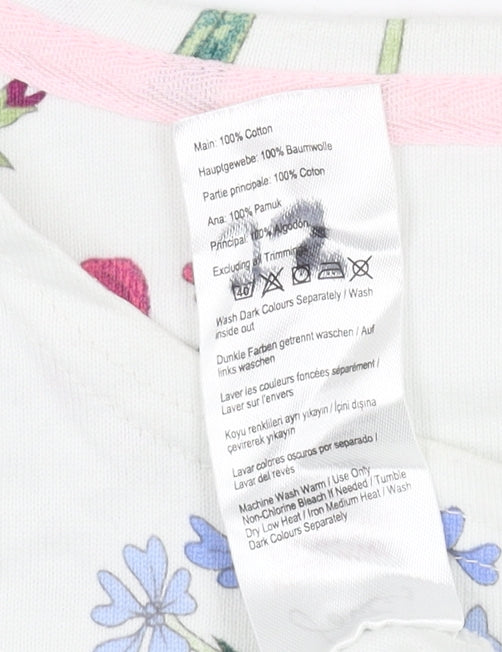 Main: 100% Cotton
Hauptgewebe: 100% Baumwolle
Partie principale: 100% Coton
Ana: 100% Pamuk
Principal: 100% Algodón
Excluding all Trimmings
40
Wash Dark Colours Separately / Wash
inside out
Dunkle Farben getrennt waschen / Auf
links waschen
Laver les couleurs foncées séparément /
Laver sur l'envers
Koyu renklileri ayrı yıkayın / İçini dışına
çevirerek yıkayın
Lavar colores oscuros por separado /
Lavar del revés
Machine Wash Warm / Use Only
Non-Chlorine Bleach If Needed / Tumble
Dry Low Heat / Iron Medium Heat / Wash
Dark Colours Separately